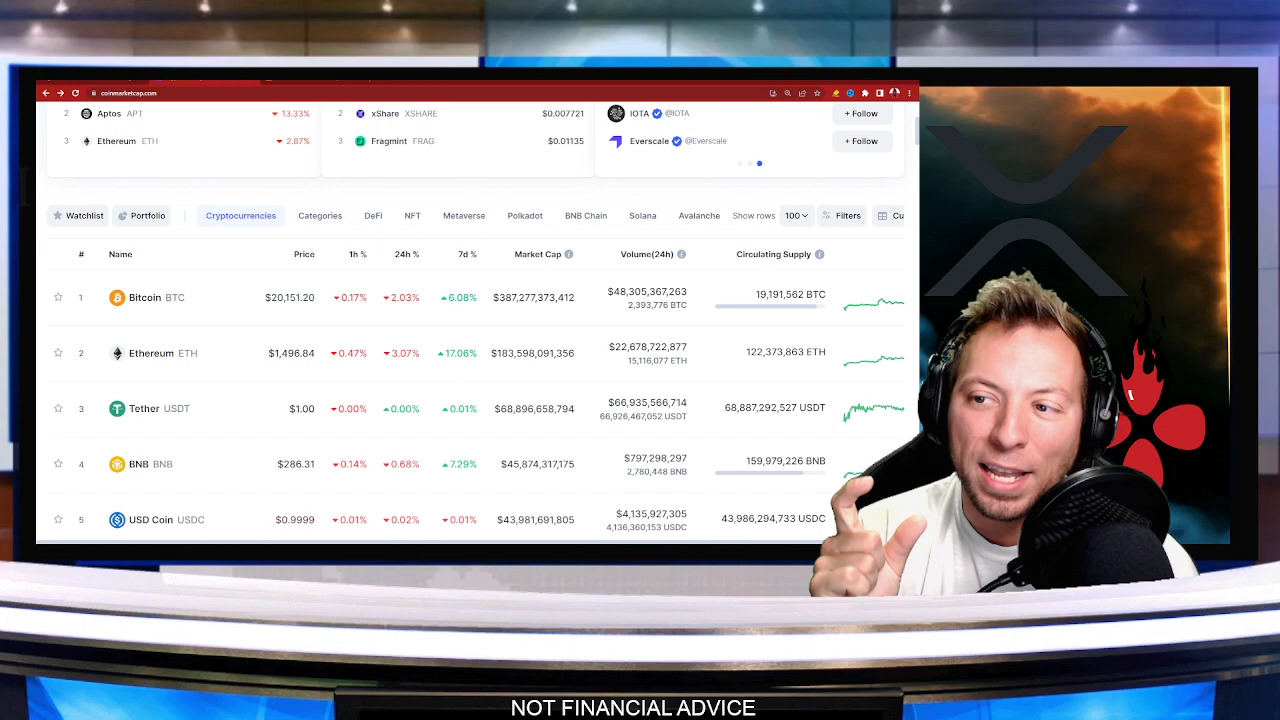 coinmarketcap.com
2 Aptos APT 13.33% 2 xShare XSHARE $0.007721 IOTA @IOTA + Follow
3 Ethereum ETH 2.87% 3 Fragmint FRAG $0.01135 Everscale @Everscale + Follow
Watchlist Portfolio Cryptocurrencies Categories DeFi NFT Metaverse Polkadot BNB Chain Solana Avalanche Show rows 100 Filters Cu
# Name Price 1h % 24h % 7d % Market Cap Volume(24h) Circulating Supply
1 Bitcoin BTC $20,151.20 0.17% 2.03% 6.08% $387,277,373,412 $48,305,367,263 19,191,562 BTC
2,393,776 BTC
2 Ethereum ETH $1,496.84 0.47% 3.07% 17.06% $183,598,091,356 $22,678,722,877 122,373,863 ETH
15,116,077 ETH
3 Tether USDT $1.00 0.00% 0.00% 0.01% $68,896,658,794 $66,935,566,714 68,887,292,527 USDT
66,926,467,052 USDT
4 BNB BNB $286.31 0.14% 0.68% 7.29% $45,874,317,175 $797,298,297 159,979,226 BNB
2,780,448 BNB
5 USD Coin USDC $0.9999 0.01% 0.02% 0.01% $43,981,691,805 $4,135,927,305 43,986,294,733 USDC
4,136,360,153 USDC
NOT FINANCIAL ADVICE